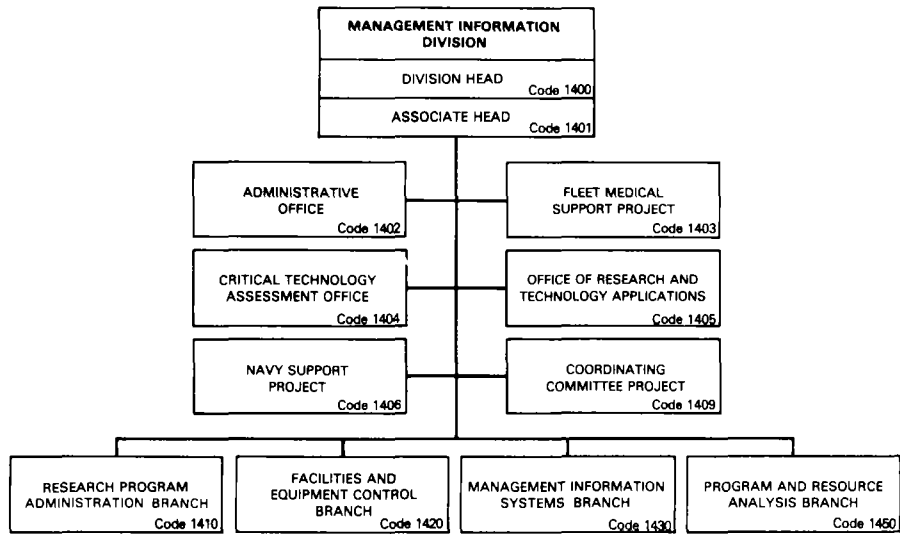 MANAGEMENT INFORMATION
DIVISION
DIVISION HEAD
Code 1400
ASSOCIATE HEAD
Code 1401
ADMINISTRATIVE
OFFICE
Code 1402
FLEET MEDICAL
SUPPORT PROJECT
Code 1403
CRITICAL TECHNOLOGY
ASSESSMENT OFFICE
Code 1404
OFFICE OF RESEARCH AND
TECHNOLOGY APPLICATIONS
Code 1405
NAVY SUPPORT
PROJECT
Code 1406
COORDINATING
COMMITTEE PROJECT
Code 1409
RESEARCH PROGRAM
ADMINISTRATION BRANCH
Code 1410
FACILITIES AND
EQUIPMENT CONTROL
BRANCH
Code 1420
MANAGEMENT INFORMATION
SYSTEMS BRANCH
Code 1430
PROGRAM AND RESOURCE
ANALYSIS BRANCH
Code 1450